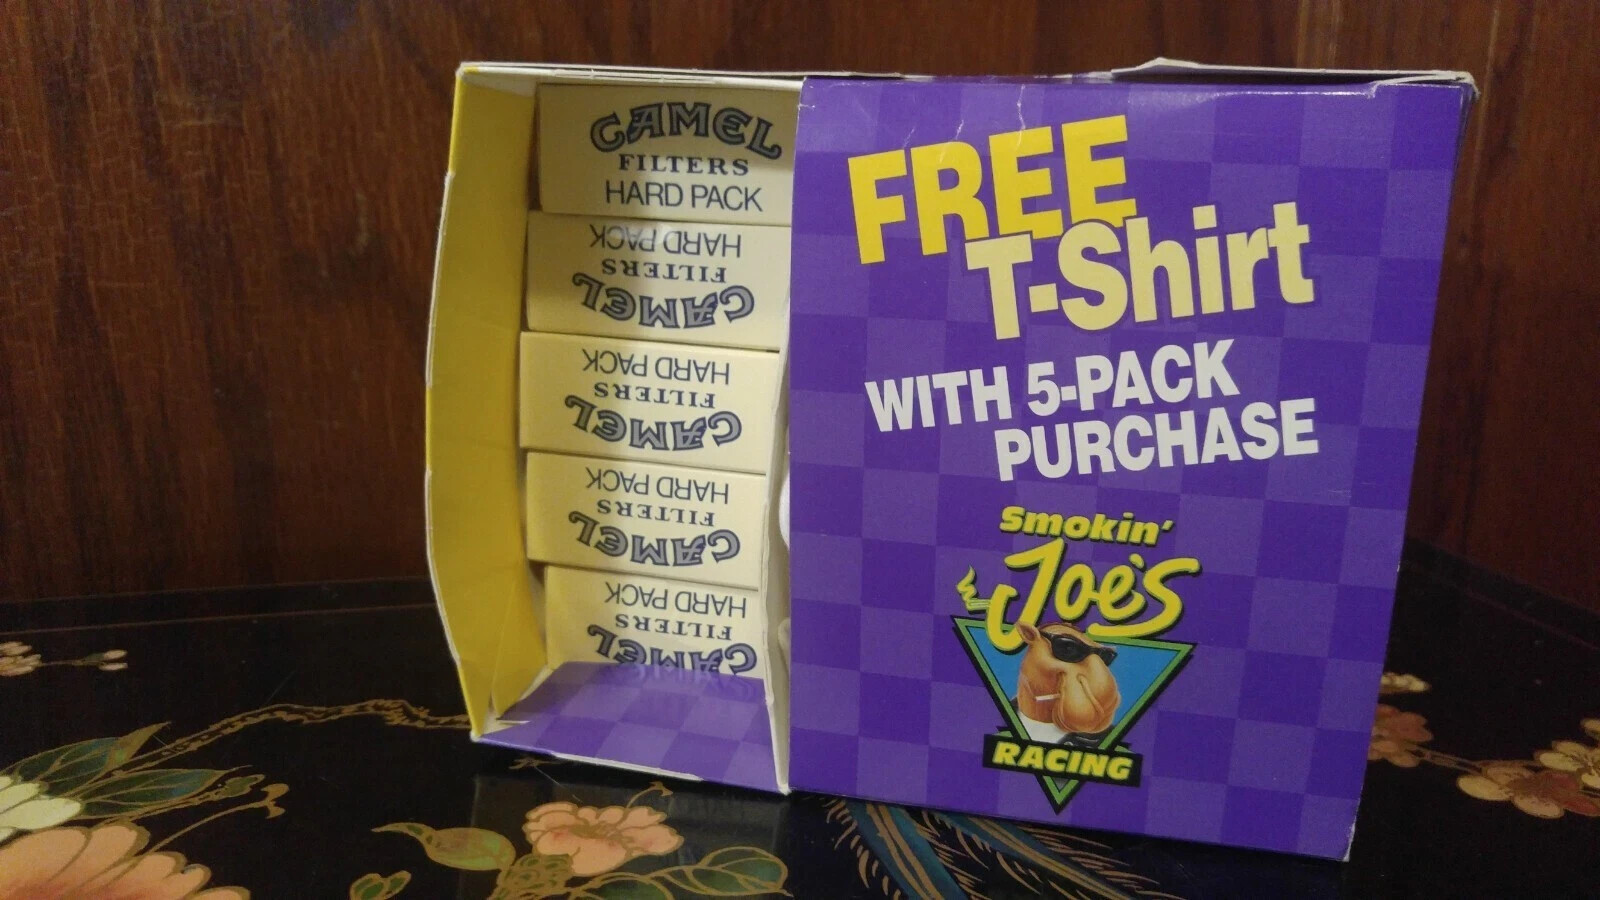 CAMEL
FILTERS
HARD PACK
HARD PACK
FILTERS
CAMEL
HARD PACK
FILTERS
CAMEL
HARD PACK
FILTERS
CAMEL
HARD PACK
FILTERS
CAMEL
FREE
T-Shirt
WITH 5-PACK
PURCHASE
Smokin'
Joe's
RACING